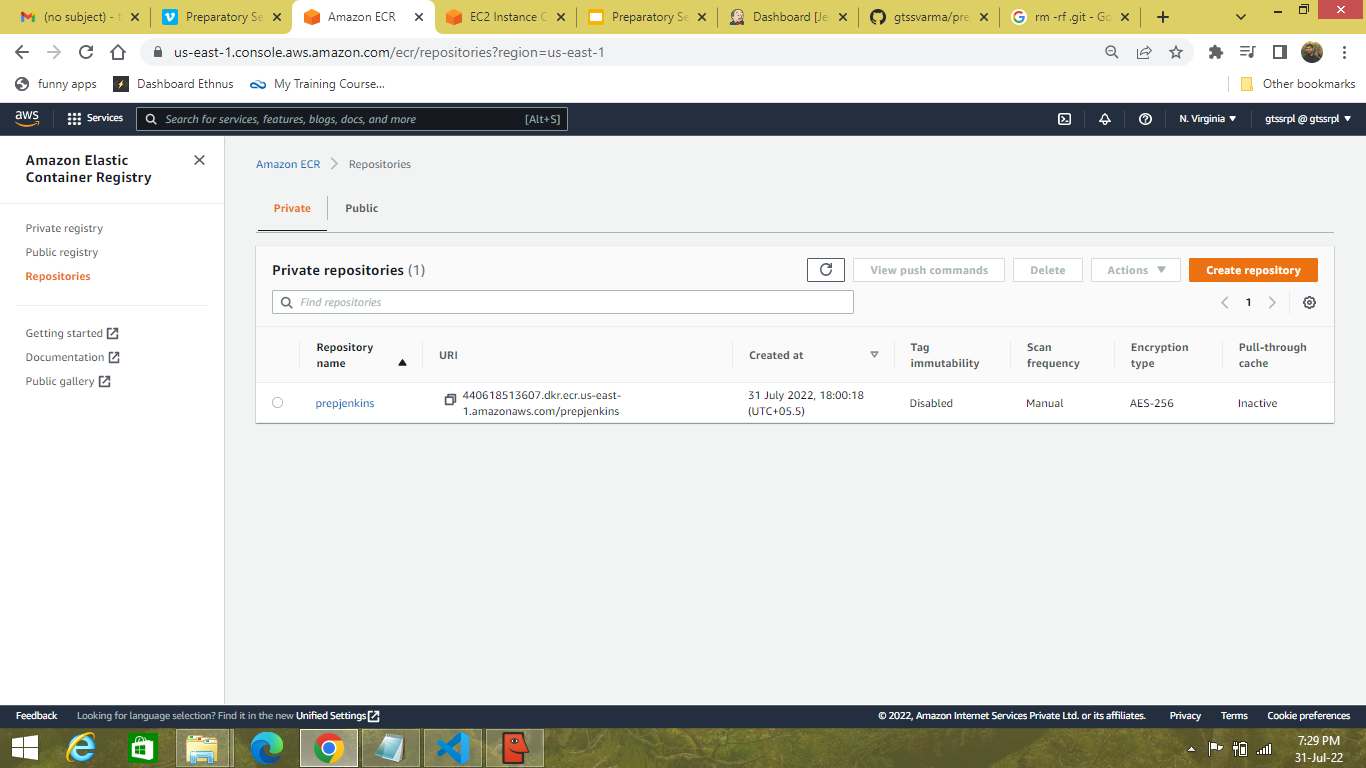 (no subject) - t
Preparatory Se
Amazon ECR
EC2 Instance C
Preparatory Se
Dashboard [Je
gtssvarma/pre
rm -rf .git - Go
us-east-1.console.aws.amazon.com/ecr/repositories?region=us-east-1
funny apps
Dashboard Ethnus
My Training Course...
Other bookmarks
aws
Services
Search for services, features, blogs, docs, and more
[Alt+S]
N. Virginia
gtssrpl @ gtssrpl
Amazon Elastic
Container Registry
Private registry
Public registry
Repositories
Getting started
Documentation
Public gallery
Amazon ECR
Repositories
Private
Public
Private repositories (1)
View push commands
Delete
Actions
Create repository
Find repositories
1
Repository
name
URI
Created at
Tag
immutability
Scan
frequency
Encryption
type
Pull-through
cache
prepjenkins
440618513607.dkr.ecr.us-east-
1.amazonaws.com/prepjenkins
31 July 2022, 18:00:18
(UTC+05.5)
Disabled
Manual
AES-256
Inactive
Feedback
Looking for language selection? Find it in the new Unified Settings
© 2022, Amazon Internet Services Private Ltd. or its affiliates.
Privacy
Terms
Cookie preferences
7:29 PM
31-Jul-22